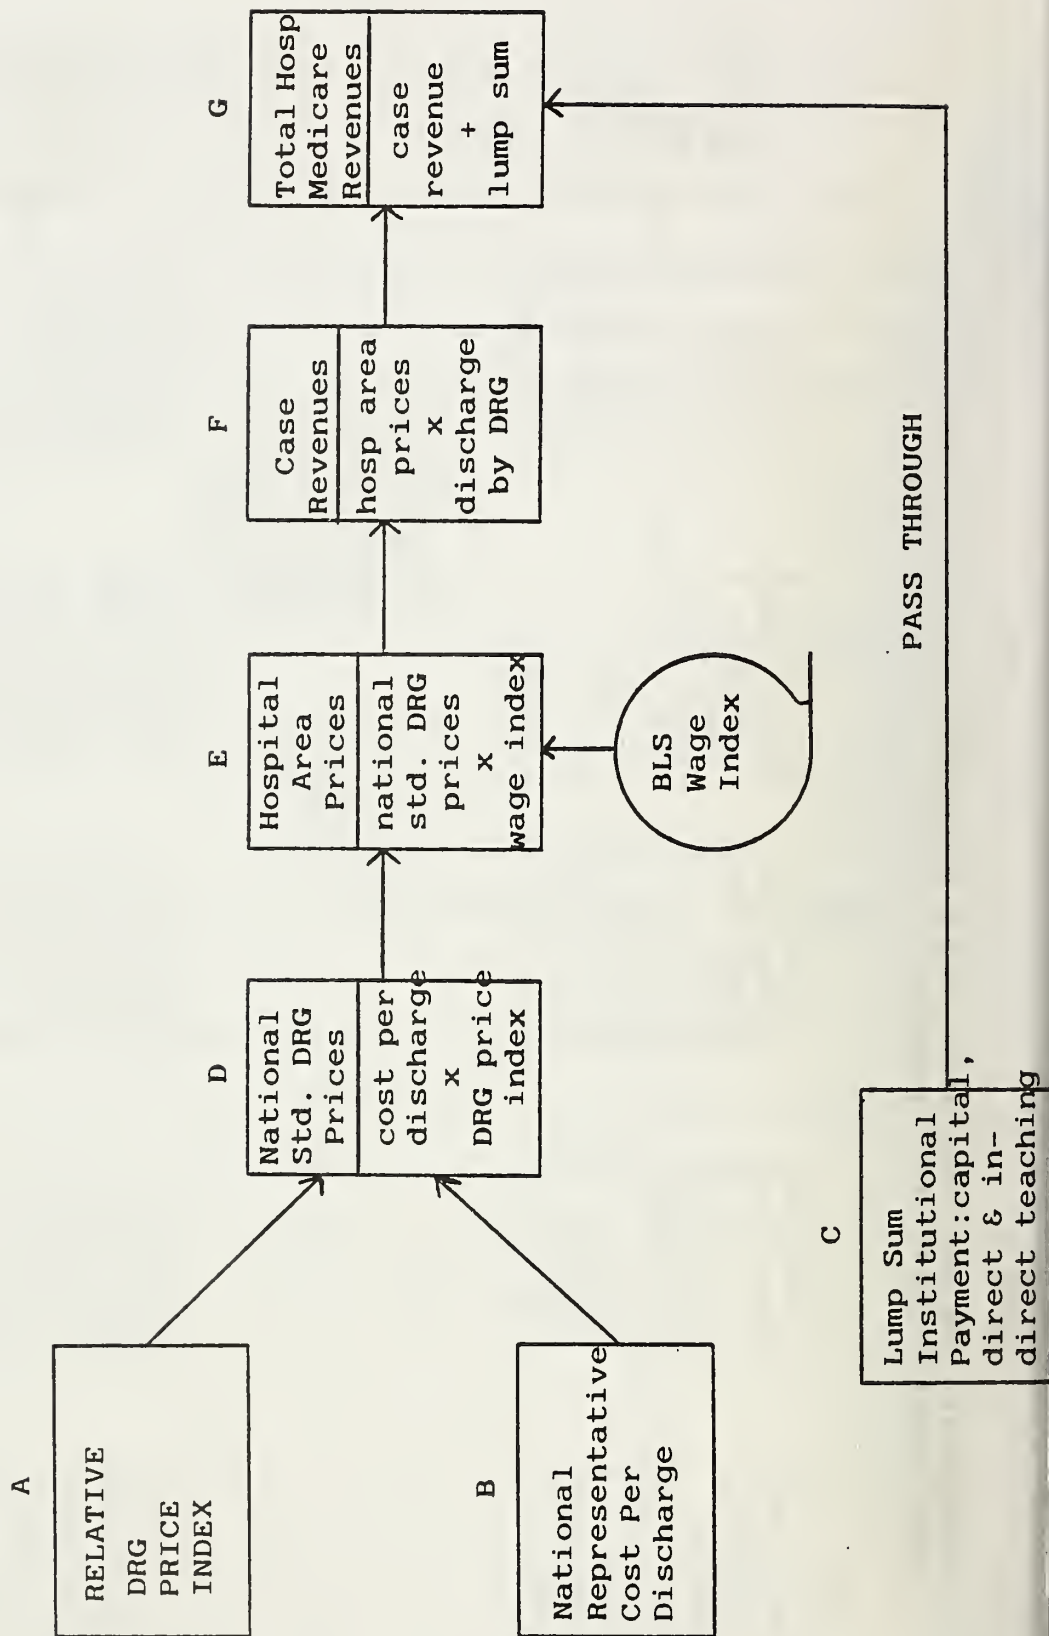 A
RELATIVE
DRG
PRICE
INDEX
B
National
Representative
Cost Per
Discharge
C
Lump Sum
Institutional
Payment:capital,
direct & in-
direct teaching
D
National
Std. DRG
Prices
cost per
discharge
x
DRG price
index
E
Hospital
Area
Prices
national
std. DRG
prices
x
wage index
BLS
Wage
Index
F
Case
Revenues
hosp area
prices
x
discharge
by DRG
G
Total Hosp
Medicare
Revenues
case
revenue
+
lump sum
PASS THROUGH